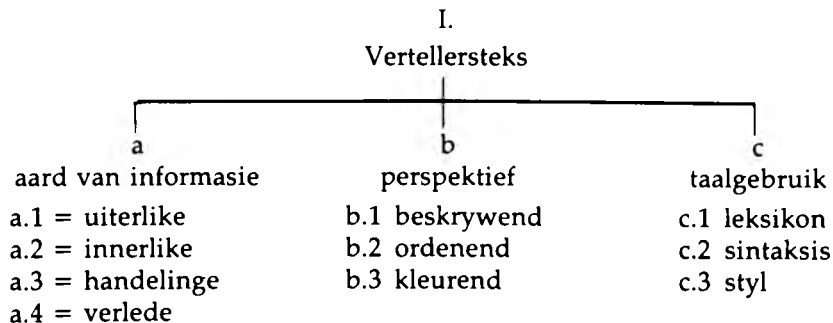 I.
Vertellersteks
a b c
aard van informasie perspektief taalgebruik
a.1 = uiterlike b.1 beskrywend c.1 leksikon
a.2 = innerlike b.2 ordenend c.2 sintaksis
a.3 = handelinge b.3 kleurend c.3 styl
a.4 = verlede